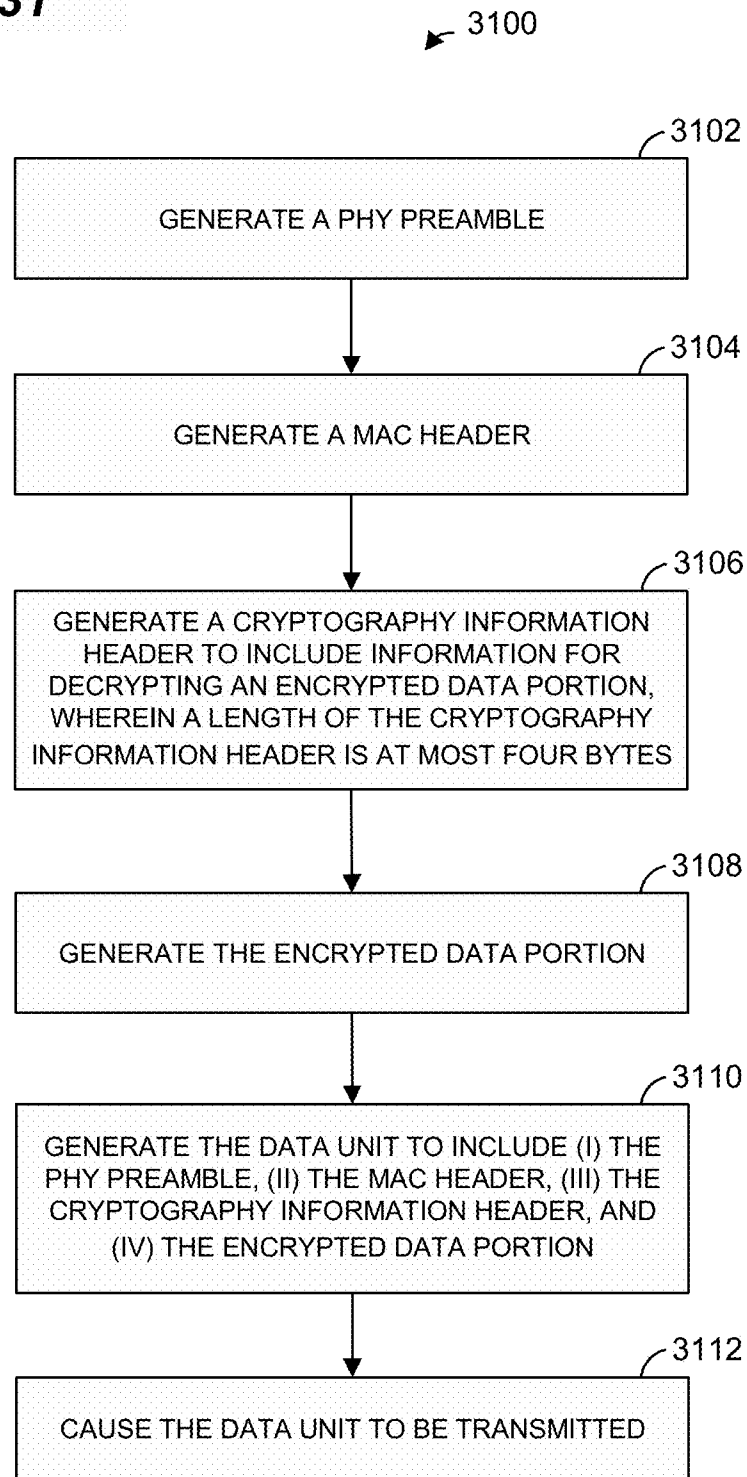 31
3100
3102
GENERATE A PHY PREAMBLE
3104
GENERATE A MAC HEADER
3106
GENERATE A CRYPTOGRAPHY INFORMATION
HEADER TO INCLUDE INFORMATION FOR
DECRYPTING AN ENCRYPTED DATA PORTION,
WHEREIN A LENGTH OF THE CRYPTOGRAPHY
INFORMATION HEADER IS AT MOST FOUR BYTES
3108
GENERATE THE ENCRYPTED DATA PORTION
3110
GENERATE THE DATA UNIT TO INCLUDE (I) THE
PHY PREAMBLE, (II) THE MAC HEADER, (III) THE
CRYPTOGRAPHY INFORMATION HEADER, AND
(IV) THE ENCRYPTED DATA PORTION
3112
CAUSE THE DATA UNIT TO BE TRANSMITTED